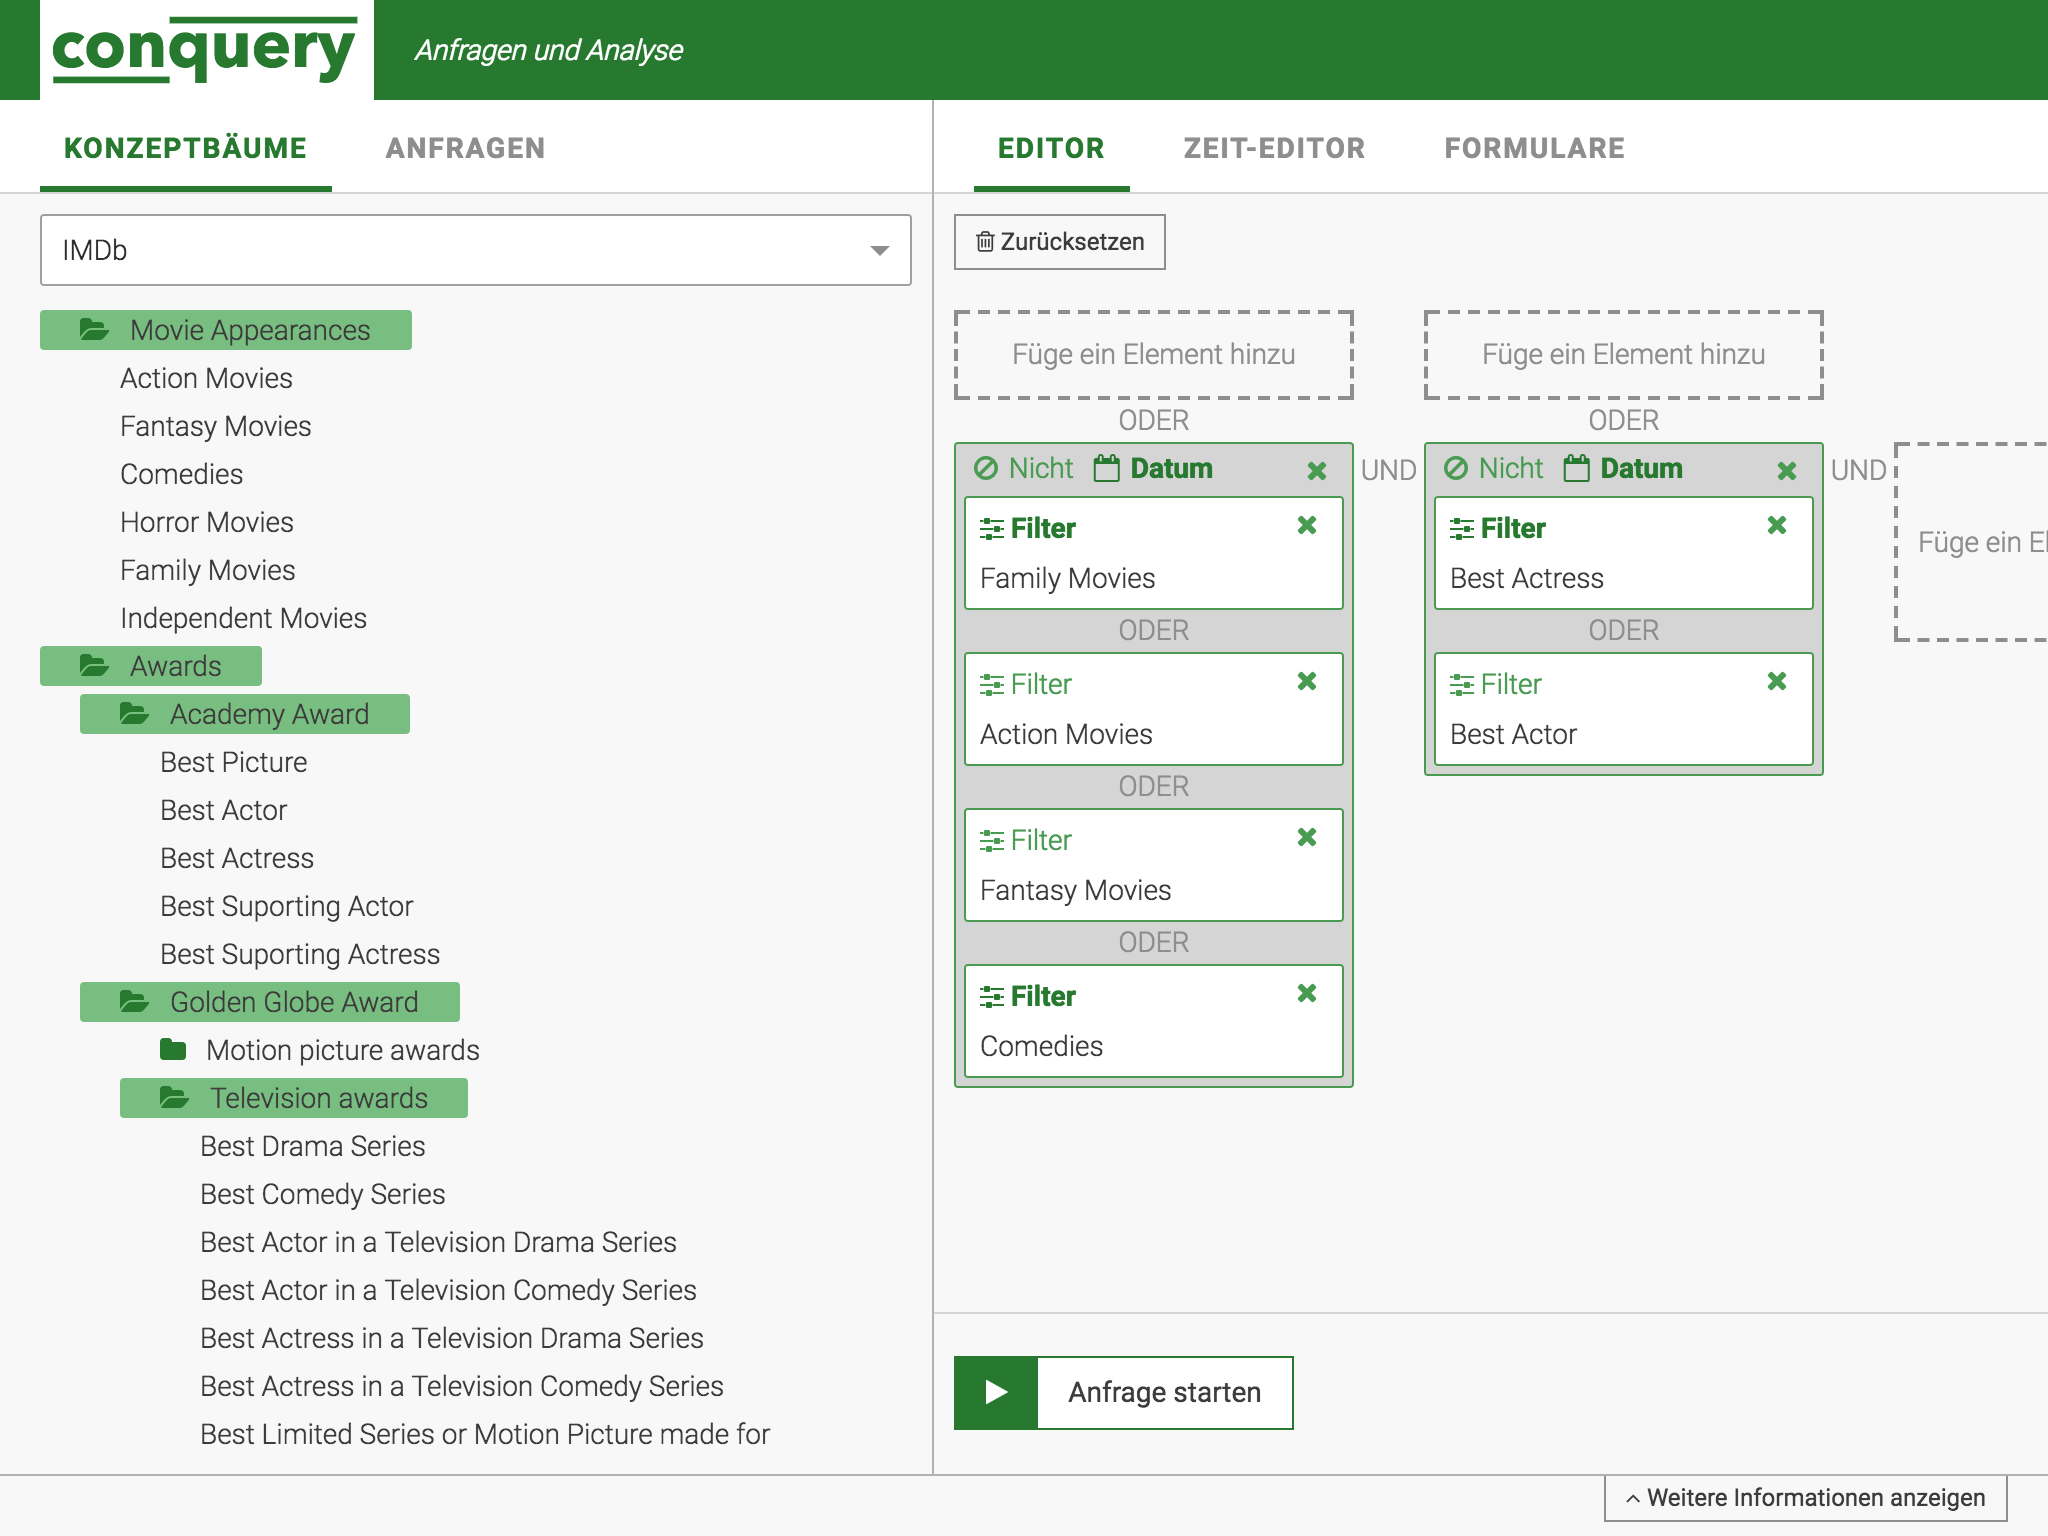 conquery
Anfragen und Analyse
KONZEPTBÄUME
ANFRAGEN
IMDb
Movie Appearances
Action Movies
Fantasy Movies
Comedies
Horror Movies
Family Movies
Independent Movies
Awards
Academy Award
Best Picture
Best Actor
Best Actress
Best Suporting Actor
Best Suporting Actress
Golden Globe Award
Motion picture awards
Television awards
Best Drama Series
Best Comedy Series
Best Actor in a Television Drama Series
Best Actor in a Television Comedy Series
Best Actress in a Television Drama Series
Best Actress in a Television Comedy Series
Best Limited Series or Motion Picture made for
EDITOR
ZEIT-EDITOR
FORMULARE
Zurücksetzen
Füge ein Element hinzu
ODER
Nicht Datum
Filter
Family Movies
ODER
Filter
Action Movies
ODER
Filter
Fantasy Movies
ODER
Filter
Comedies
UND
Füge ein Element hinzu
ODER
Nicht Datum
Filter
Best Actress
ODER
Filter
Best Actor
UND
Füge ein
Anfrage starten
Weitere Informationen anzeigen